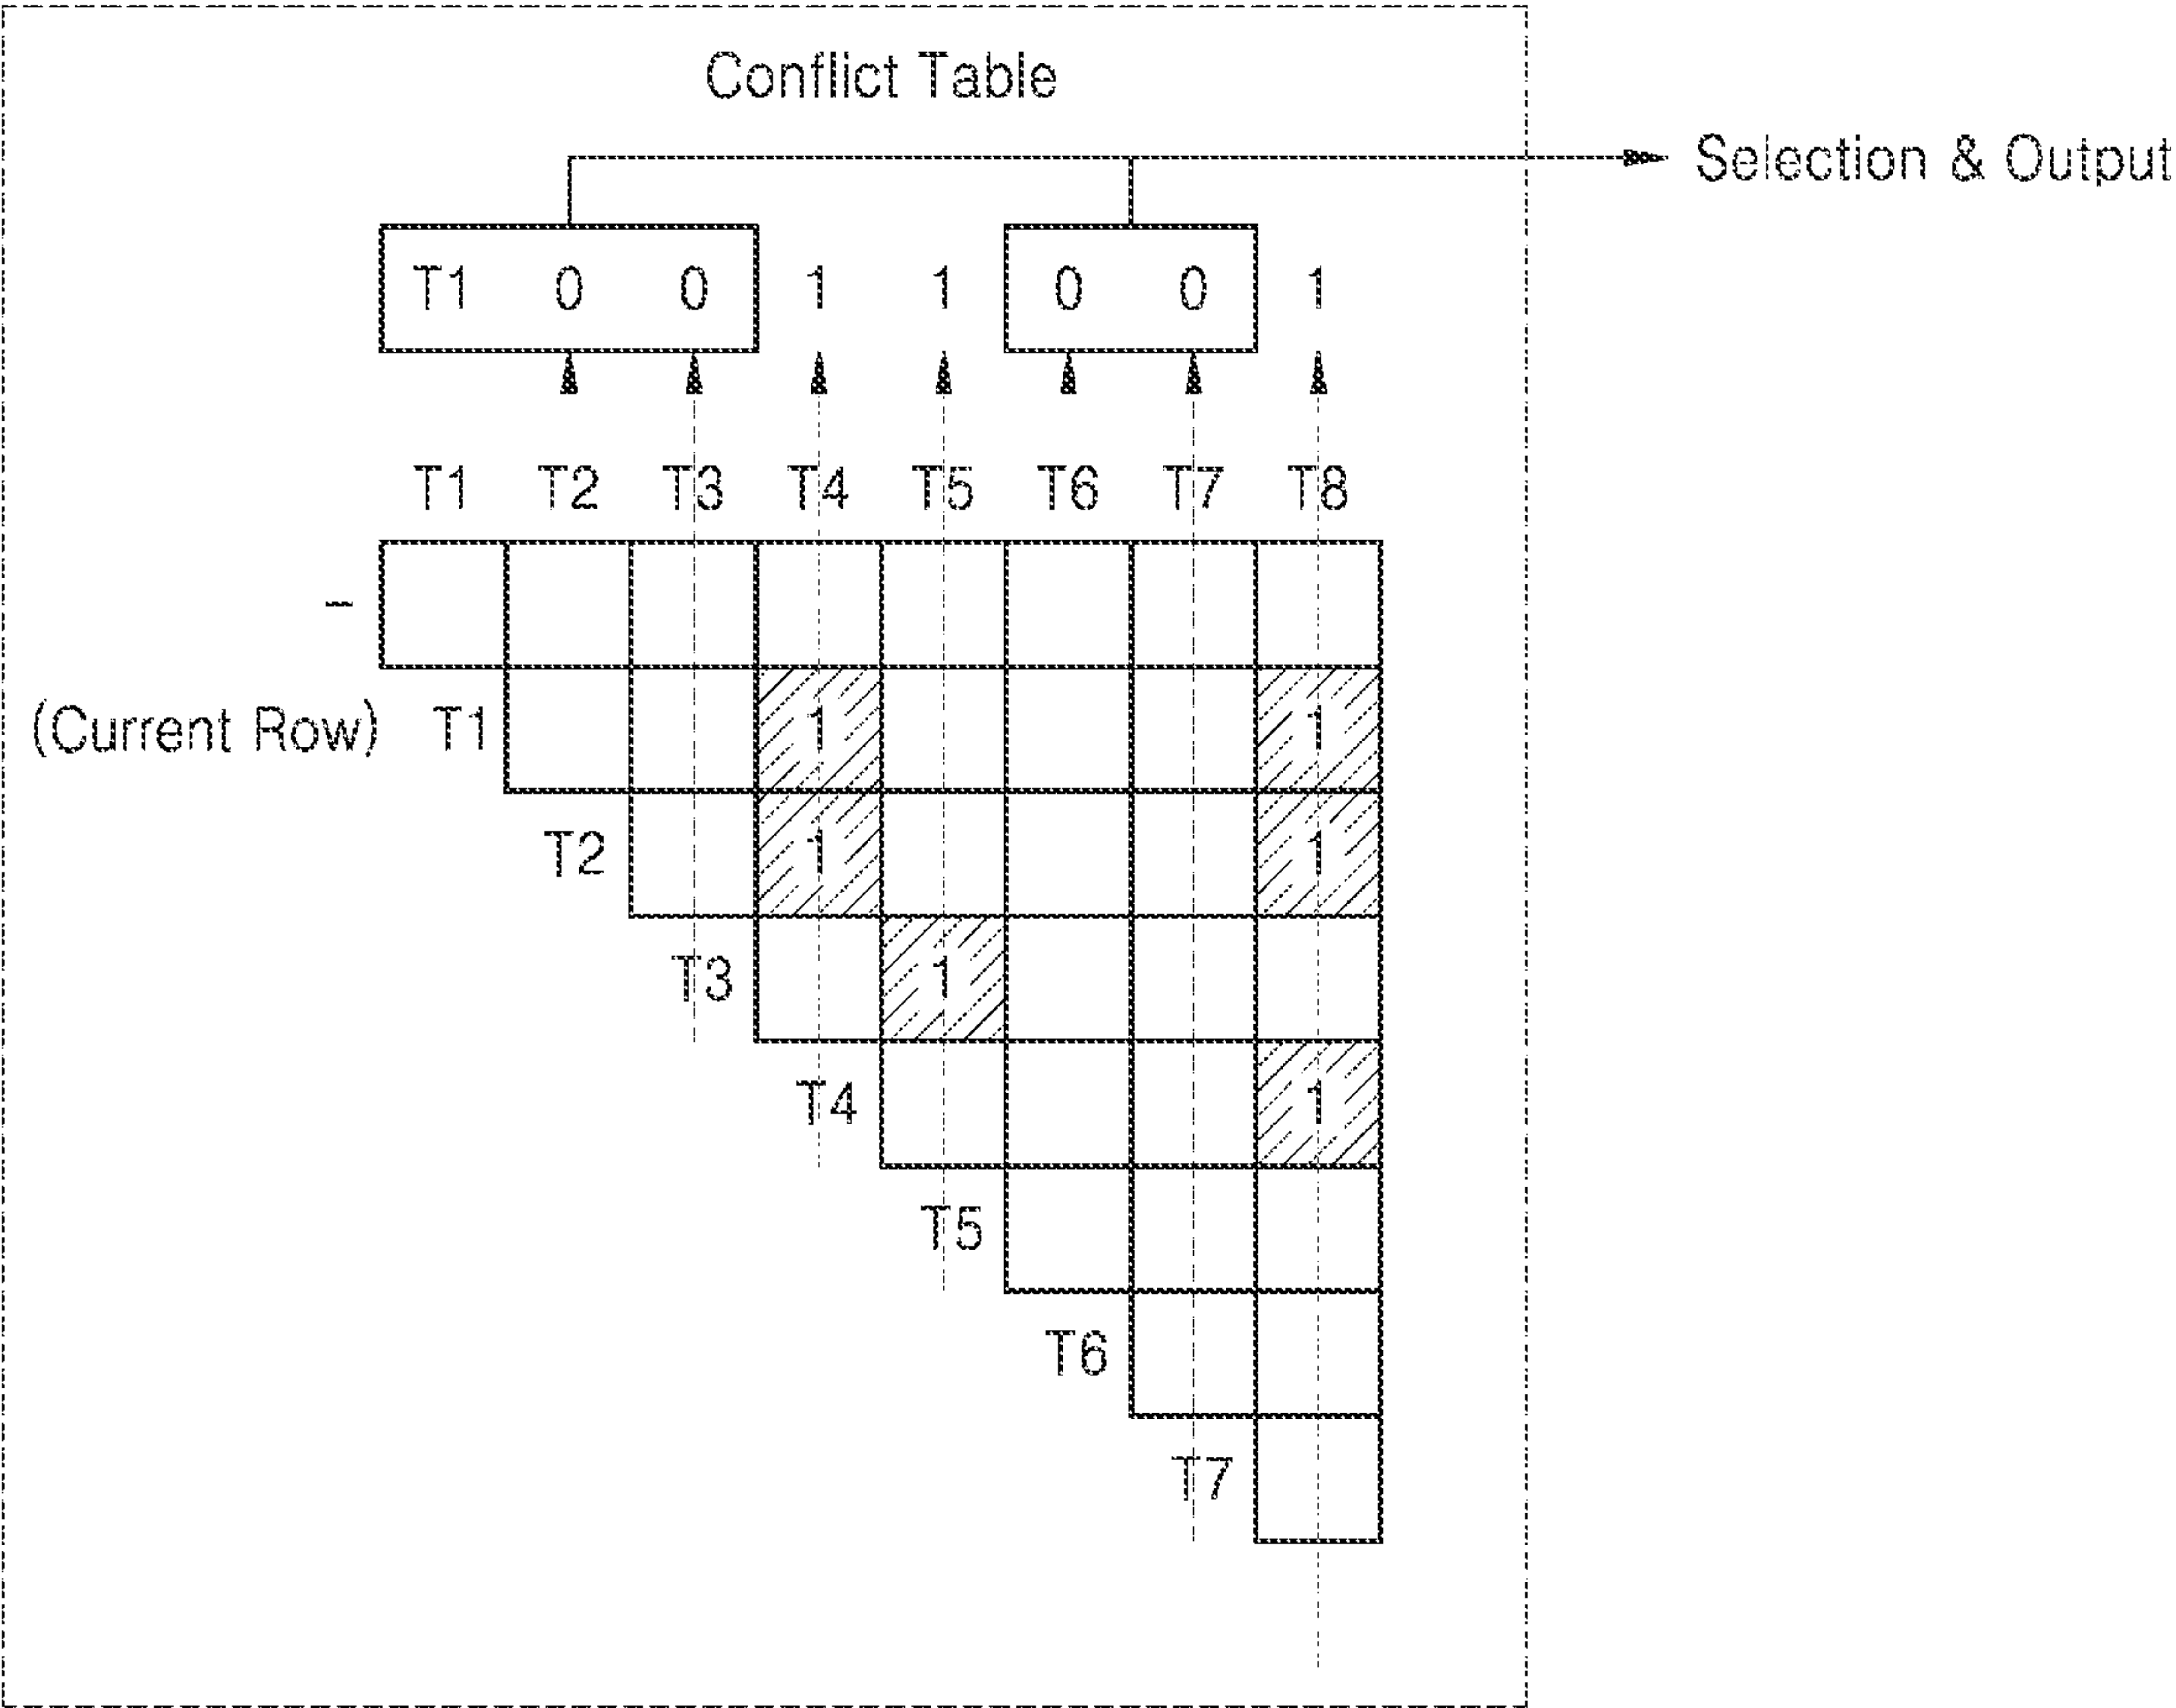 Conflict Table
Selection & Output
T1 0 0 1 1 0 0 1
T1 T2 T3 T4 T5 T6 T7 T8
–
(Current Row) T1 1 1
T2 1 1
T3 1
T4 1
T5
T6
T7